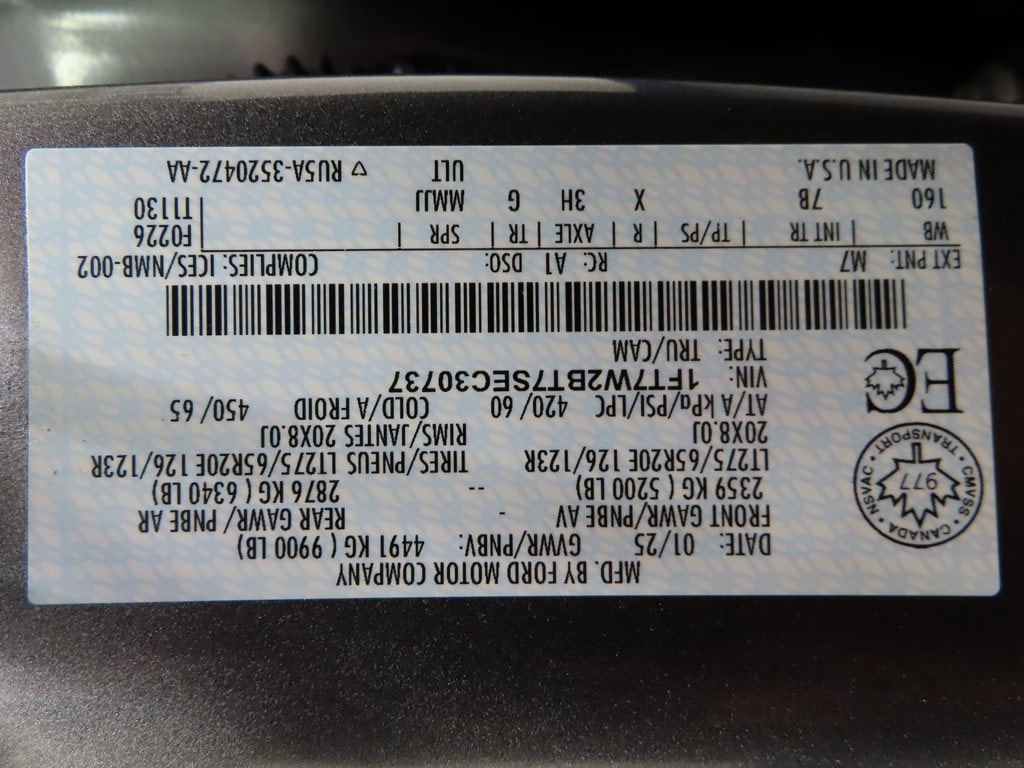 MFD. BY FORD MOTOR COMPANY
DATE: 01/25 GVWR/PNBV: 4491 KG ( 9900 LB)
FRONT GAWR/PNBE AV - REAR GAWR/PNBE AR
2359 KG ( 5200 LB) -- 2876 KG ( 6340 LB)
LT275/65R20E 126/123R TIRES/PNEUS LT275/65R20E 126/123R
20X8.0J RIMS/JANTES 20X8.0J
AT/A kPa/PSI/LPC 420/60 COLD/A FROID 450/65
VIN: 1FT7W2BT7SEC30737
TYPE: TRU/CAM
CMVSS • CANADA • NSVAC • TRANSPORT •
977
EC
EXT PNT: M7 RC: A1 DSO: COMPLIES: ICES/NMB-002
WB | INT TR | TP/PS | R | AXLE | TR | SPR | F0226
160 7B X 3H G MMJJ T1130
MADE IN U.S.A. ULT ▽ RU5A-3520472-AA